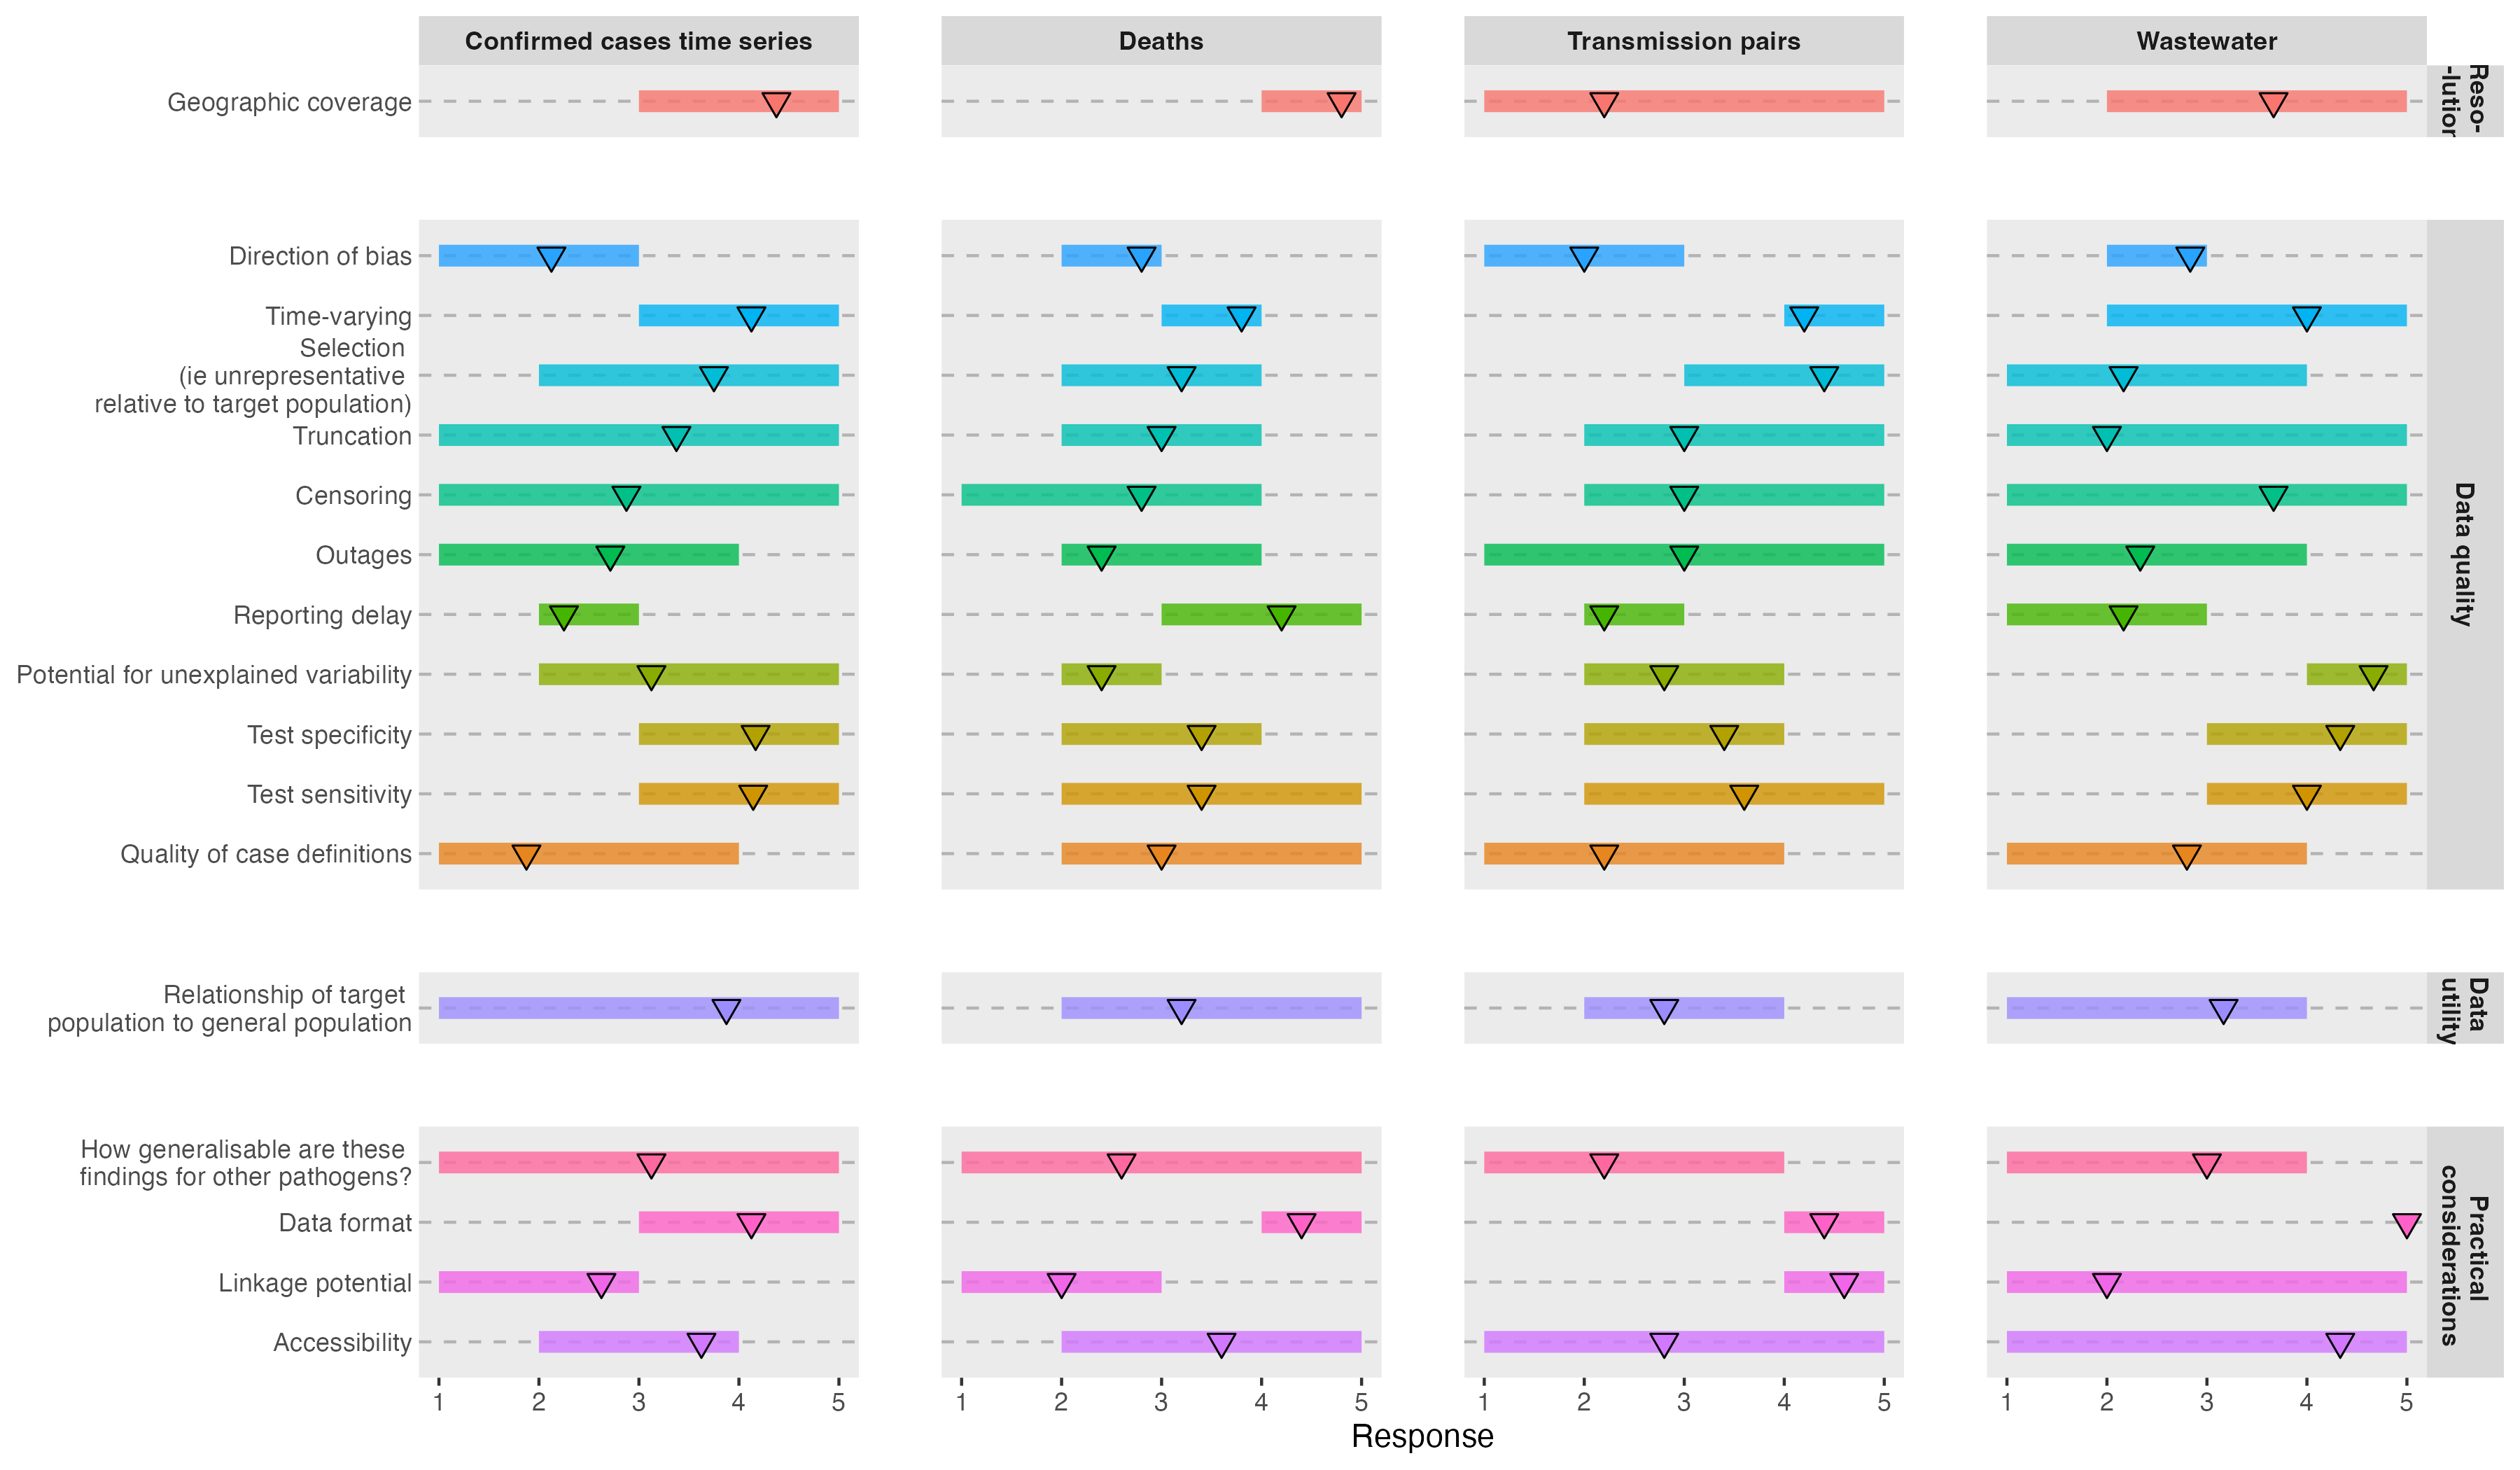 Confirmed cases time series
Deaths
Transmission pairs
Wastewater
Geographic coverage
Reso-
-lution
Direction of bias
Time-varying
Selection
(ie unrepresentative
relative to target population)
Truncation
Censoring
Outages
Reporting delay
Potential for unexplained variability
Test specificity
Test sensitivity
Quality of case definitions
Data quality
Relationship of target
population to general population
Data
utility
How generalisable are these
findings for other pathogens?
Data format
Linkage potential
Accessibility
Practical
considerations
1 2 3 4 5
1 2 3 4 5
1 2 3 4 5
1 2 3 4 5
Response